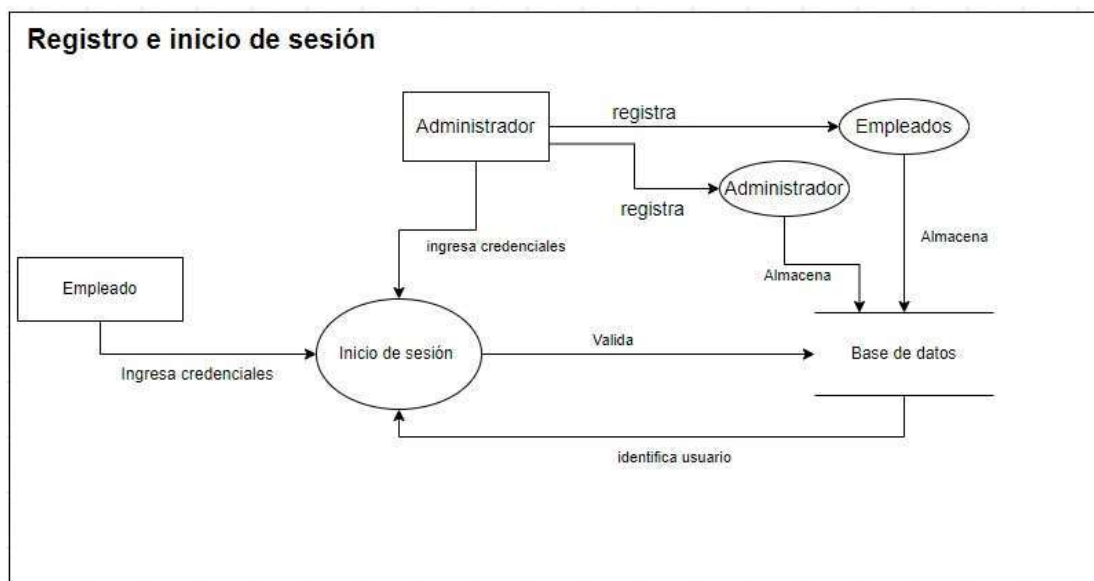 Registro e inicio de sesión
Administrador
registra
Empleados
registra
Administrador
ingresa credenciales
Almacena
Almacena
Empleado
Ingresa credenciales
Inicio de sesión
Valida
Base de datos
identifica usuario